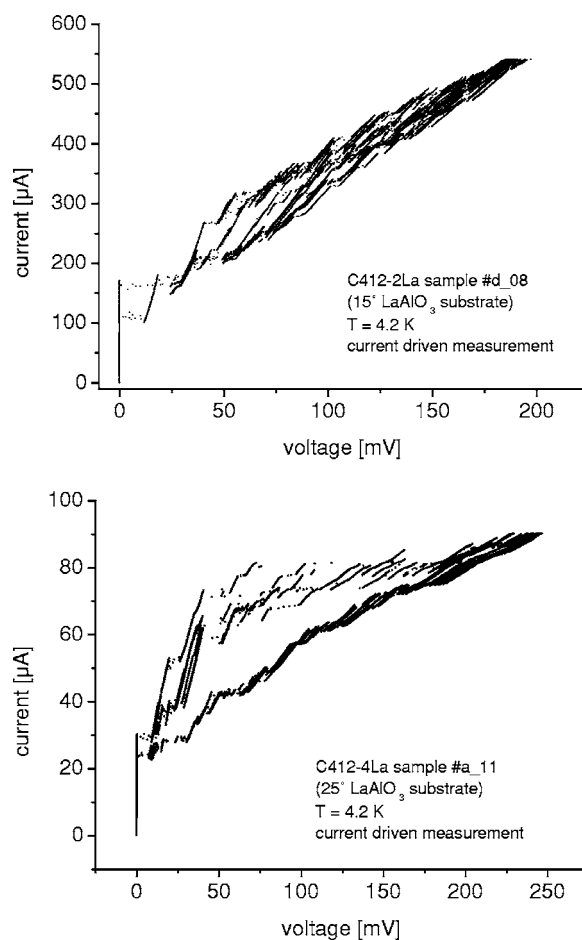 600
500
400
300
200
100
0
current [µA]
C412-2La sample #d_08
(15° LaAlO3 substrate)
T = 4.2 K
current driven measurement
0 50 100 150 200
voltage [mV]
100
80
60
40
20
0
current [µA]
C412-4La sample #a_11
(25° LaAlO3 substrate)
T = 4.2 K
current driven measurement
0 50 100 150 200 250
voltage [mV]